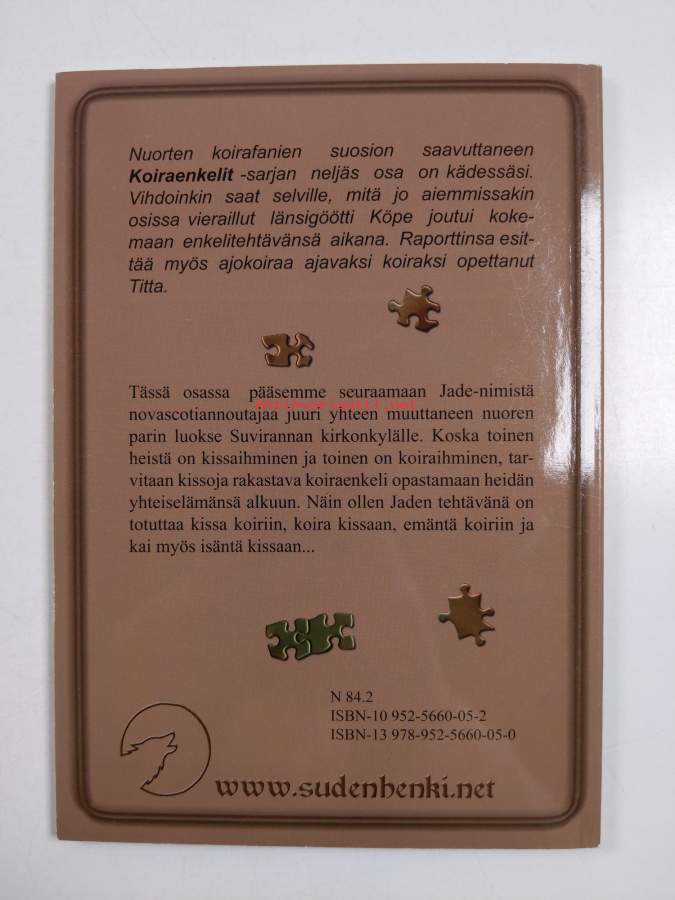 Nuorten koirafanien suosion saavuttaneen
Koiraenkelit -sarjan neljäs osa on kädessäsi.
Vihdoinkin saat selville, mitä jo aiemmissakin
osissa vieraillut länsigöötti Köpe joutui koke-
maan enkelitehtävänsä aikana. Raporttinsa esit-
tää myös ajokoiraa ajavaksi koiraksi opettanut
Titta.
Tässä osassa pääsemme seuraamaan Jade-nimistä
novascotiannoutajaa juuri yhteen muuttaneen nuoren
parin luokse Suvirannan kirkonkylälle. Koska toinen
heistä on kissaihminen ja toinen on koiraihminen, tar-
vitaan kissoja rakastava koiraenkeli opastamaan heidän
yhteiselämänsä alkuun. Näin ollen Jaden tehtävänä on
totuttaa kissa koiriin, koira kissaan, emäntä koiriin ja
kai myös isäntä kissaan...
N 84.2
ISBN-10 952-5660-05-2
ISBN-13 978-952-5660-05-0
www.sudenhenki.net